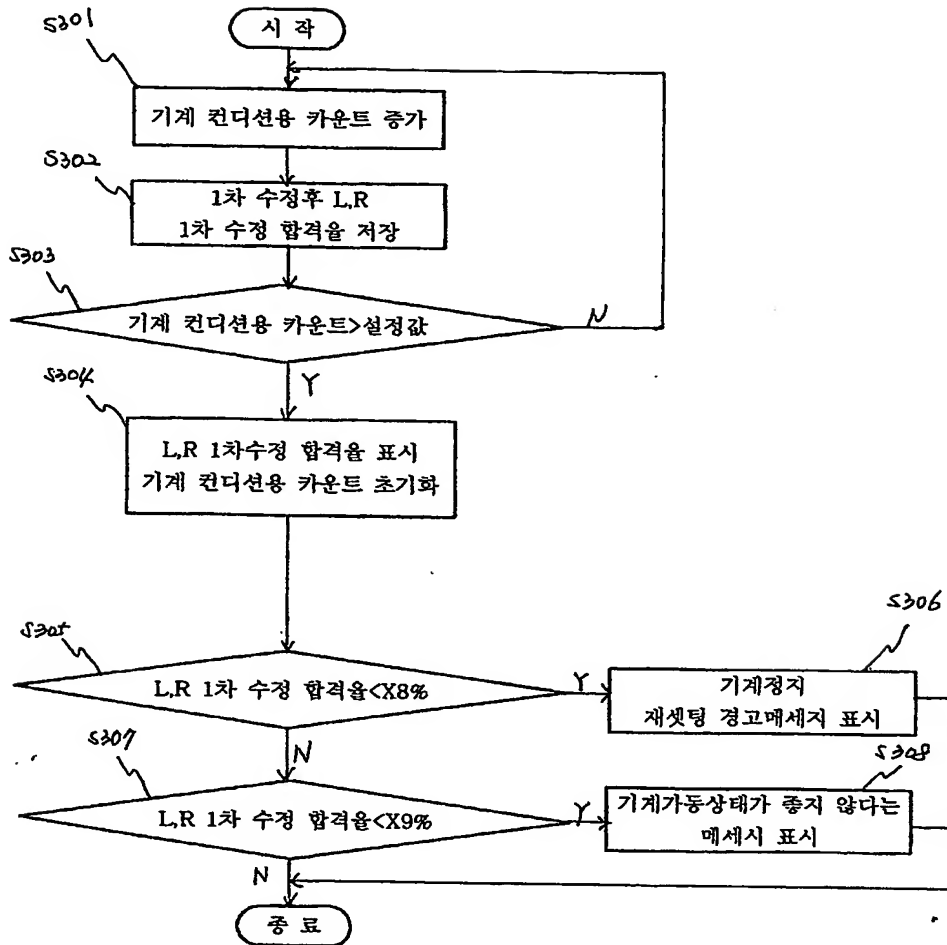 S301
시 작
기계 컨디션용 카운트 증가
S302
1차 수정후 L,R
1차 수정 합격율 저장
S303
기계 컨디션용 카운트>설정값
N
Y
S304
L,R 1차수정 합격율 표시
기계 컨디션용 카운트 초기화
S305
L,R 1차 수정 합격율<X8%
Y
S306
기계정지
재셋팅 경고메세지 표시
N
S307
L,R 1차 수정 합격율<X9%
Y
S308
기계가동상태가 좋지 않다는
메세시 표시
N
종 료